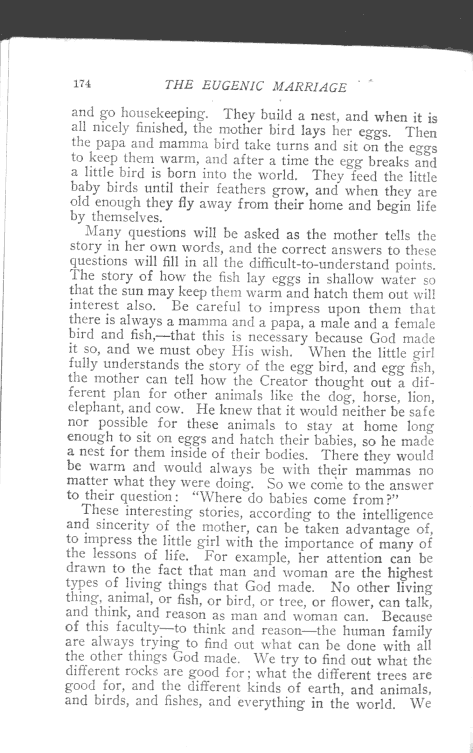 174 THE EUGENIC MARRIAGE
and go housekeeping. They build a nest, and when it is
all nicely finished, the mother bird lays her eggs. Then
the papa and mamma bird take turns and sit on the eggs
to keep them warm, and after a time the egg breaks and
a little bird is born into the world. They feed the little
baby birds until their feathers grow, and when they are
old enough they fly away from their home and begin life
by themselves.
Many questions will be asked as the mother tells the
story in her own words, and the correct answers to these
questions will fill in all the difficult-to-understand points.
The story of how the fish lay eggs in shallow water so
that the sun may keep them warm and hatch them out will
interest also. Be careful to impress upon them that
there is always a mamma and a papa, a male and a female
bird and fish,—that this is necessary because God made
it so, and we must obey His wish. When the little girl
fully understands the story of the egg bird, and egg fish,
the mother can tell how the Creator thought out a dif-
ferent plan for other animals like the dog, horse, lion,
elephant, and cow. He knew that it would neither be safe
nor possible for these animals to stay at home long
enough to sit on eggs and hatch their babies, so he made
a nest for them inside of their bodies. There they would
be warm and would always be with their mammas no
matter what they were doing. So we come to the answer
to their question: "Where do babies come from?"
These interesting stories, according to the intelligence
and sincerity of the mother, can be taken advantage of,
to impress the little girl with the importance of many of
the lessons of life. For example, her attention can be
drawn to the fact that man and woman are the highest
types of living things that God made. No other living
thing, animal, or fish, or bird, or tree, or flower, can talk,
and think, and reason as man and woman can. Because
of this faculty—to think and reason—the human family
are always trying to find out what can be done with all
the other things God made. We try to find out what the
different rocks are good for; what the different trees are
good for, and the different kinds of earth, and animals,
and birds, and fishes, and everything in the world. We